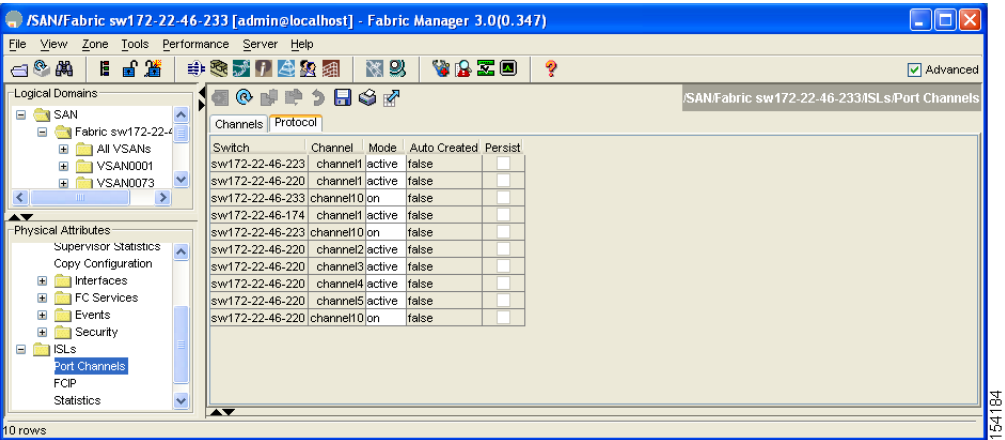 /SAN/Fabric sw172-22-46-233 [admin@localhost] - Fabric Manager 3.0(0.347)
File View Zone Tools Performance Server Help
Advanced
Logical Domains
SAN
Fabric sw172-22-4
All VSANs
VSAN0001
VSAN0073
Physical Attributes
Supervisor Statistics
Copy Configuration
Interfaces
FC Services
Events
Security
ISLs
Port Channels
FCIP
Statistics
/SAN/Fabric sw172-22-46-233/ISLs/Port Channels
Channels Protocol
Switch Channel Mode Auto Created Persist
sw172-22-46-223 channel1 active false
sw172-22-46-220 channel1 active false
sw172-22-46-233 channel10 on false
sw172-22-46-174 channel1 active false
sw172-22-46-223 channel10 on false
sw172-22-46-220 channel2 active false
sw172-22-46-220 channel3 active false
sw172-22-46-220 channel4 active false
sw172-22-46-220 channel5 active false
sw172-22-46-220 channel10 on false
10 rows
154184